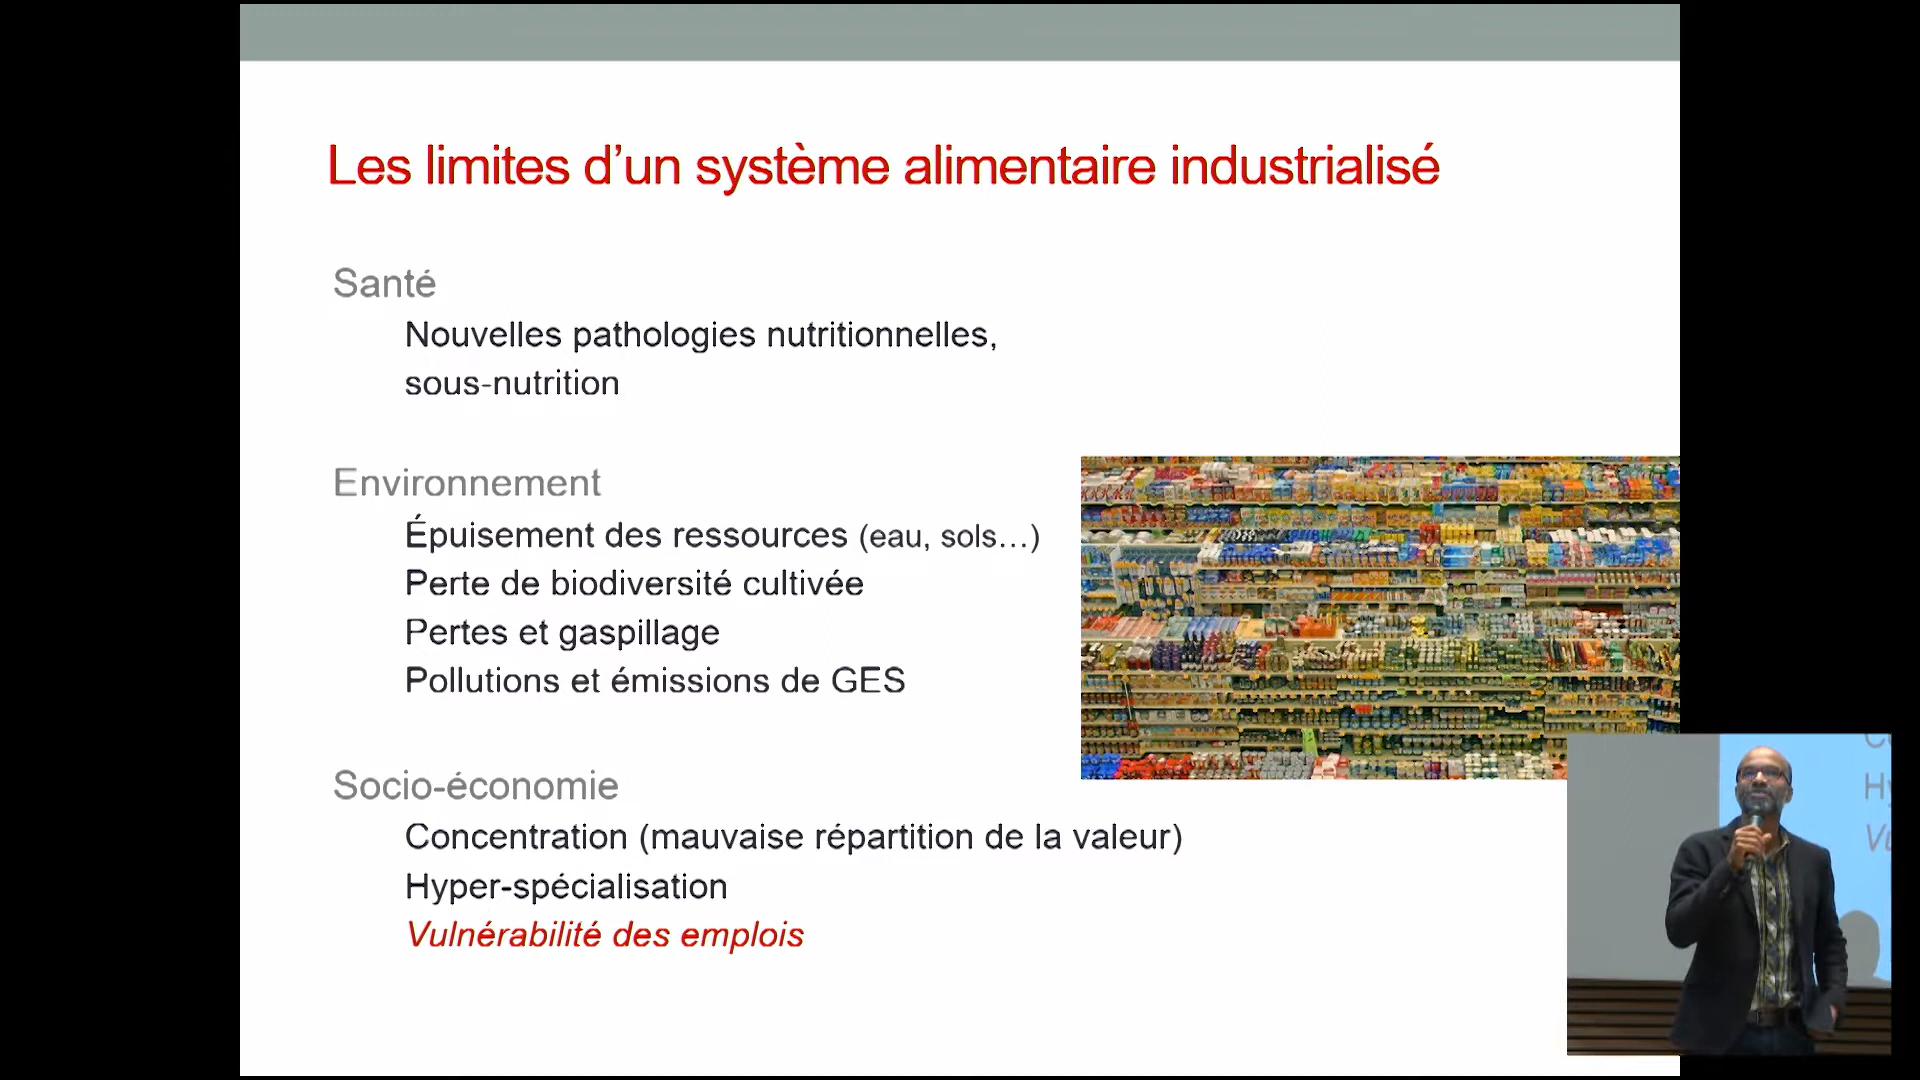 Les limites d’un système alimentaire industrialisé
Santé
Nouvelles pathologies nutritionnelles,
sous-nutrition
Environnement
Épuisement des ressources (eau, sols…)
Perte de biodiversité cultivée
Pertes et gaspillage
Pollutions et émissions de GES
Socio-économie
Concentration (mauvaise répartition de la valeur)
Hyper-spécialisation
Vulnérabilité des emplois